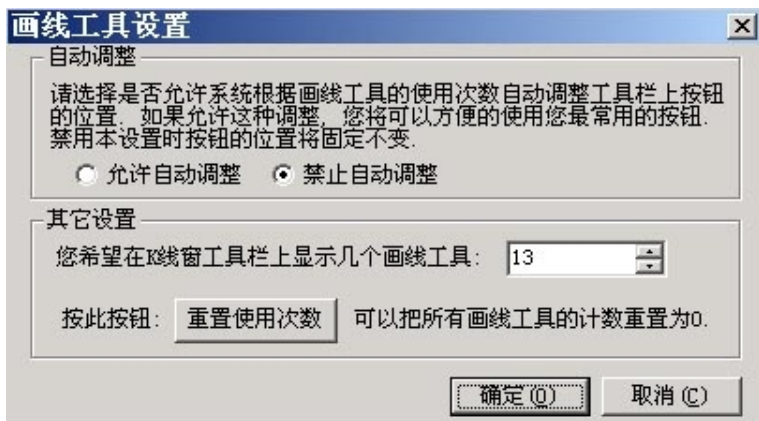 画线工具设置
自动调整
请选择是否允许系统根据画线工具的使用次数自动调整工具栏上按钮
的位置. 如果允许这种调整, 您将可以方便的使用您最常用的按钮.
禁用本设置时按钮的位置将固定不变.
允许自动调整 禁止自动调整
其它设置
您希望在K线窗工具栏上显示几个画线工具: 13
按此按钮: 重置使用次数 可以把所有画线工具的计数重置为0.
确定(O) 取消(C)